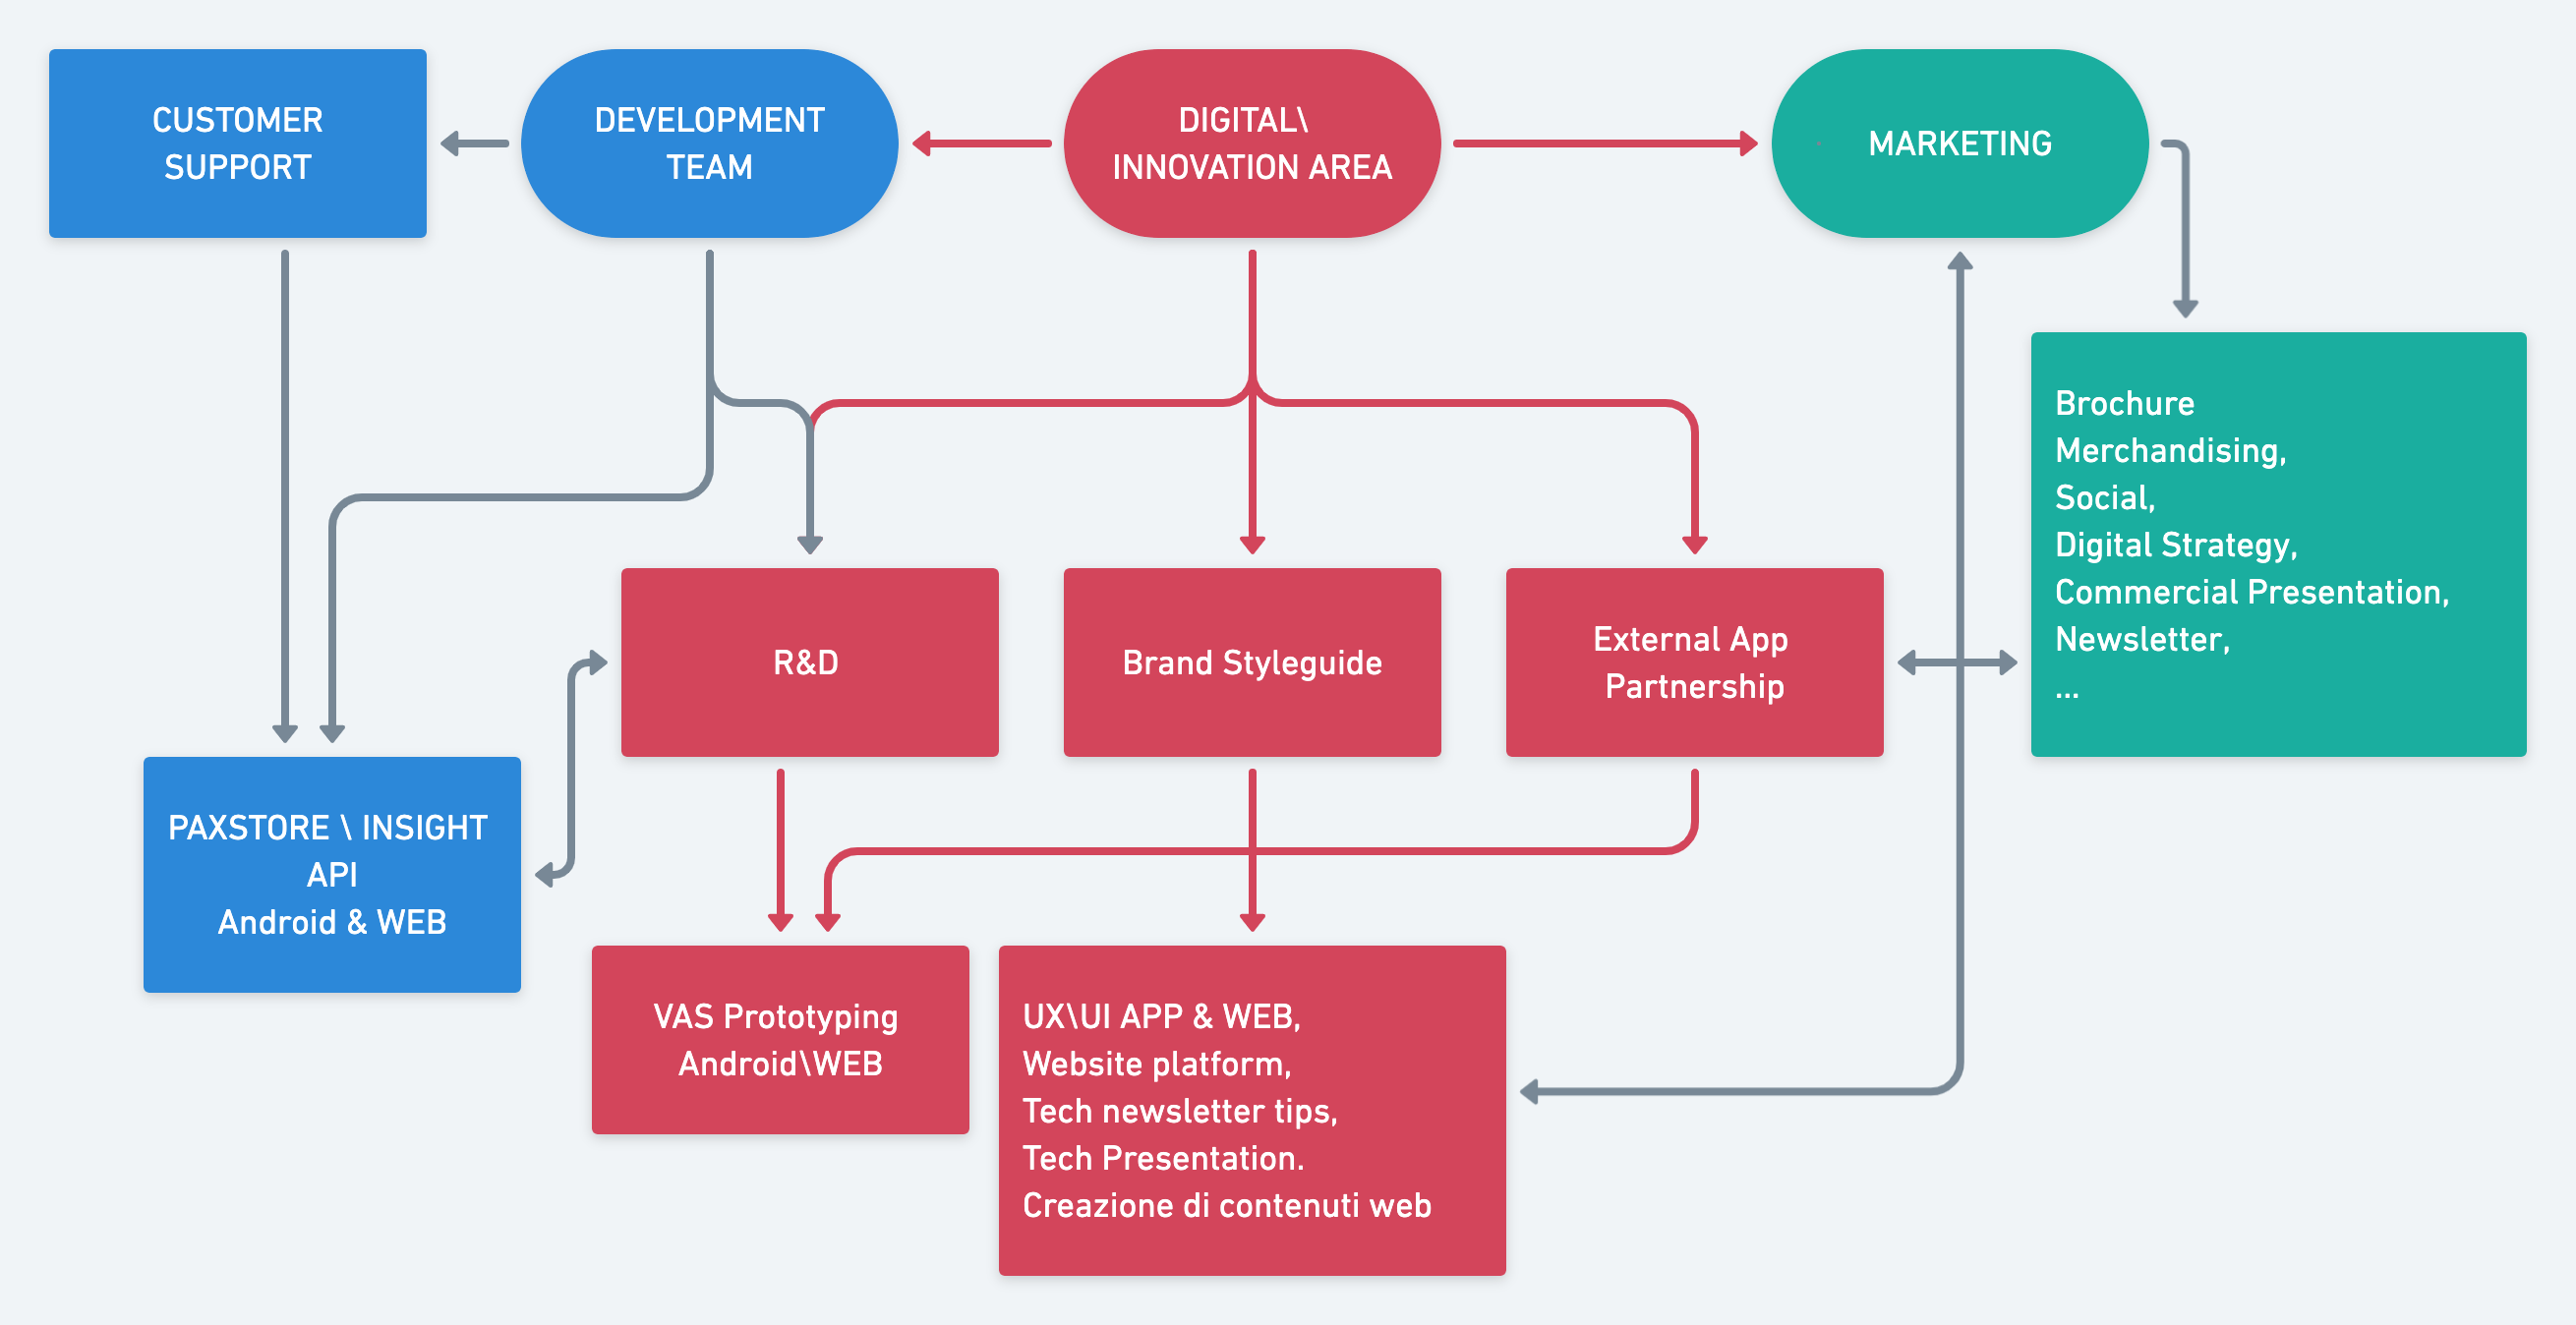 CUSTOMER
SUPPORT
DEVELOPMENT
TEAM
DIGITAL\
INNOVATION AREA
MARKETING
Brochure
Merchandising,
Social,
Digital Strategy,
Commercial Presentation,
Newsletter,
...
R&D
Brand Styleguide
External App
Partnership
PAXSTORE \ INSIGHT
API
Android & WEB
VAS Prototyping
Android\WEB
UX\UI APP & WEB,
Website platform,
Tech newsletter tips,
Tech Presentation.
Creazione di contenuti web